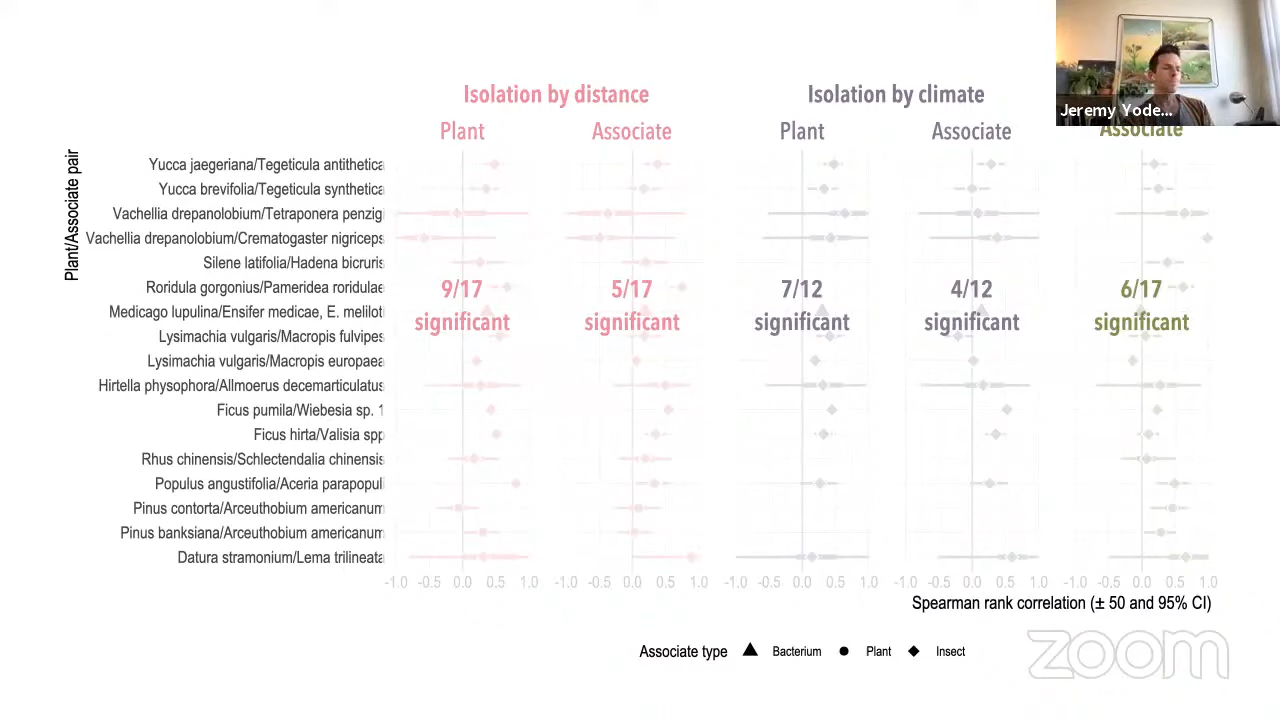 Jeremy Yode...
Isolation by distance
Isolation by climate
Plant
Associate
Plant
Associate
Associate
Plant/Associate pair
Yucca jaegeriana/Tegeticula antithetica
Yucca brevifolia/Tegeticula synthetica
Vachellia drepanolobium/Tetraponera penzigi
Vachellia drepanolobium/Crematogaster nigriceps
Silene latifolia/Hadena bicruris
Roridula gorgonius/Pameridea roridulae
Medicago lupulina/Ensifer medicae, E. meliloti
Lysimachia vulgaris/Macropis fulvipes
Lysimachia vulgaris/Macropis europaea
Hirtella physophora/Allmoerus decemarticulatus
Ficus pumila/Wiebesia sp. 1
Ficus hirta/Valisia spp
Rhus chinensis/Schlectendalia chinensis
Populus angustifolia/Aceria parapopuli
Pinus contorta/Arceuthobium americanum
Pinus banksiana/Arceuthobium americanum
Datura stramonium/Lema trilineata
9/17
significant
5/17
significant
7/12
significant
4/12
significant
6/17
significant
-1.0 -0.5 0.0 0.5 1.0 -1.0 -0.5 0.0 0.5 1.0 -1.0 -0.5 0.0 0.5 1.0 -1.0 -0.5 0.0 0.5 1.0 -1.0 -0.5 0.0 0.5 1.0
Spearman rank correlation (± 50 and 95% CI)
Associate type Bacterium Plant Insect
zoom